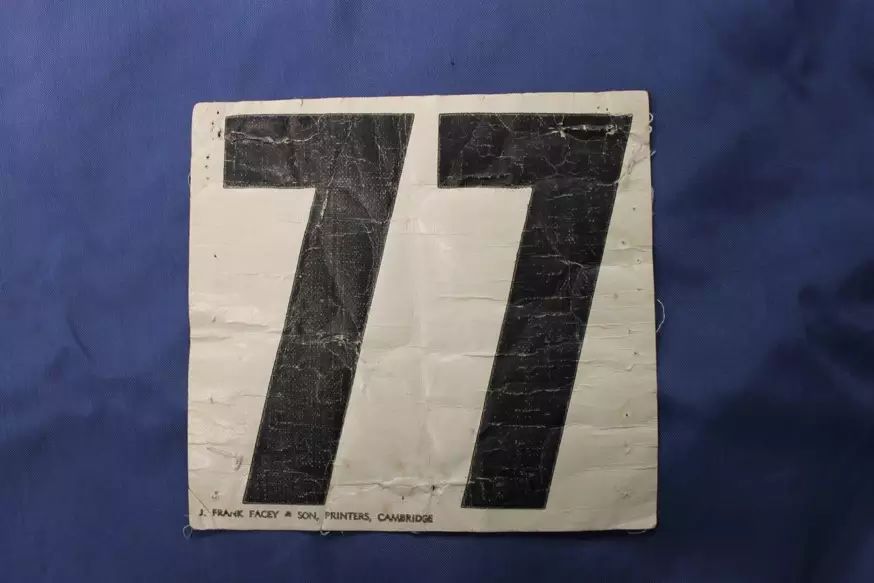 77
J. FRANK FACEY & SON, PRINTERS, CAMBRIDGE